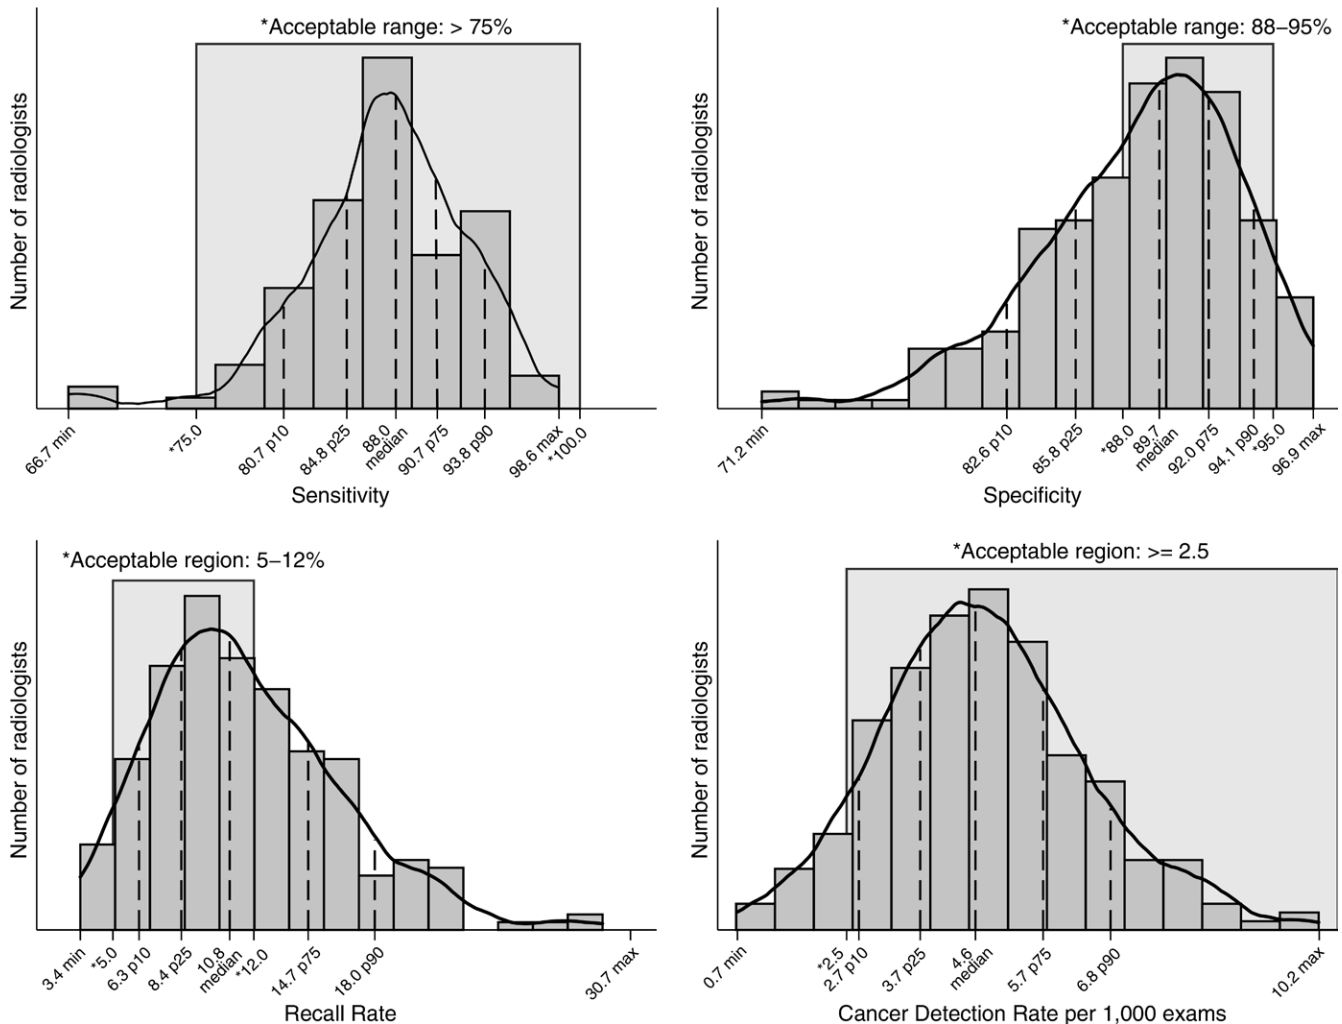 *Acceptable range: > 75%
Number of radiologists
66.7 min
*75.0
80.7 p10
84.8 p25
88.0
median
90.7 p75
93.8 p90
98.6 max
*100.0
Sensitivity
*Acceptable range: 88–95%
Number of radiologists
71.2 min
82.6 p10
85.8 p25
*88.0
89.7
median
92.0 p75
94.1 p90
*95.0
96.9 max
Specificity
*Acceptable region: 5–12%
Number of radiologists
3.4 min
*5.0
6.3 p10
8.4 p25
10.8
median
*12.0
14.7 p75
18.0 p90
30.7 max
Recall Rate
*Acceptable region: >= 2.5
Number of radiologists
0.7 min
*2.5
2.7 p10
3.7 p25
4.6
median
5.7 p75
6.8 p90
10.2 max
Cancer Detection Rate per 1,000 exams